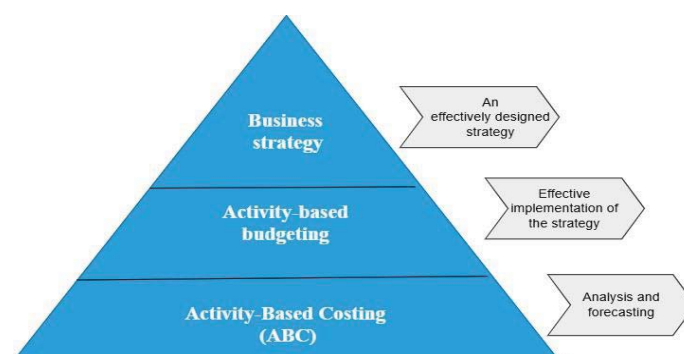 Business
strategy
An
effectively designed
strategy
Activity-based
budgeting
Effective
implementation of
the strategy
Activity-Based Costing
(ABC)
Analysis and
forecasting